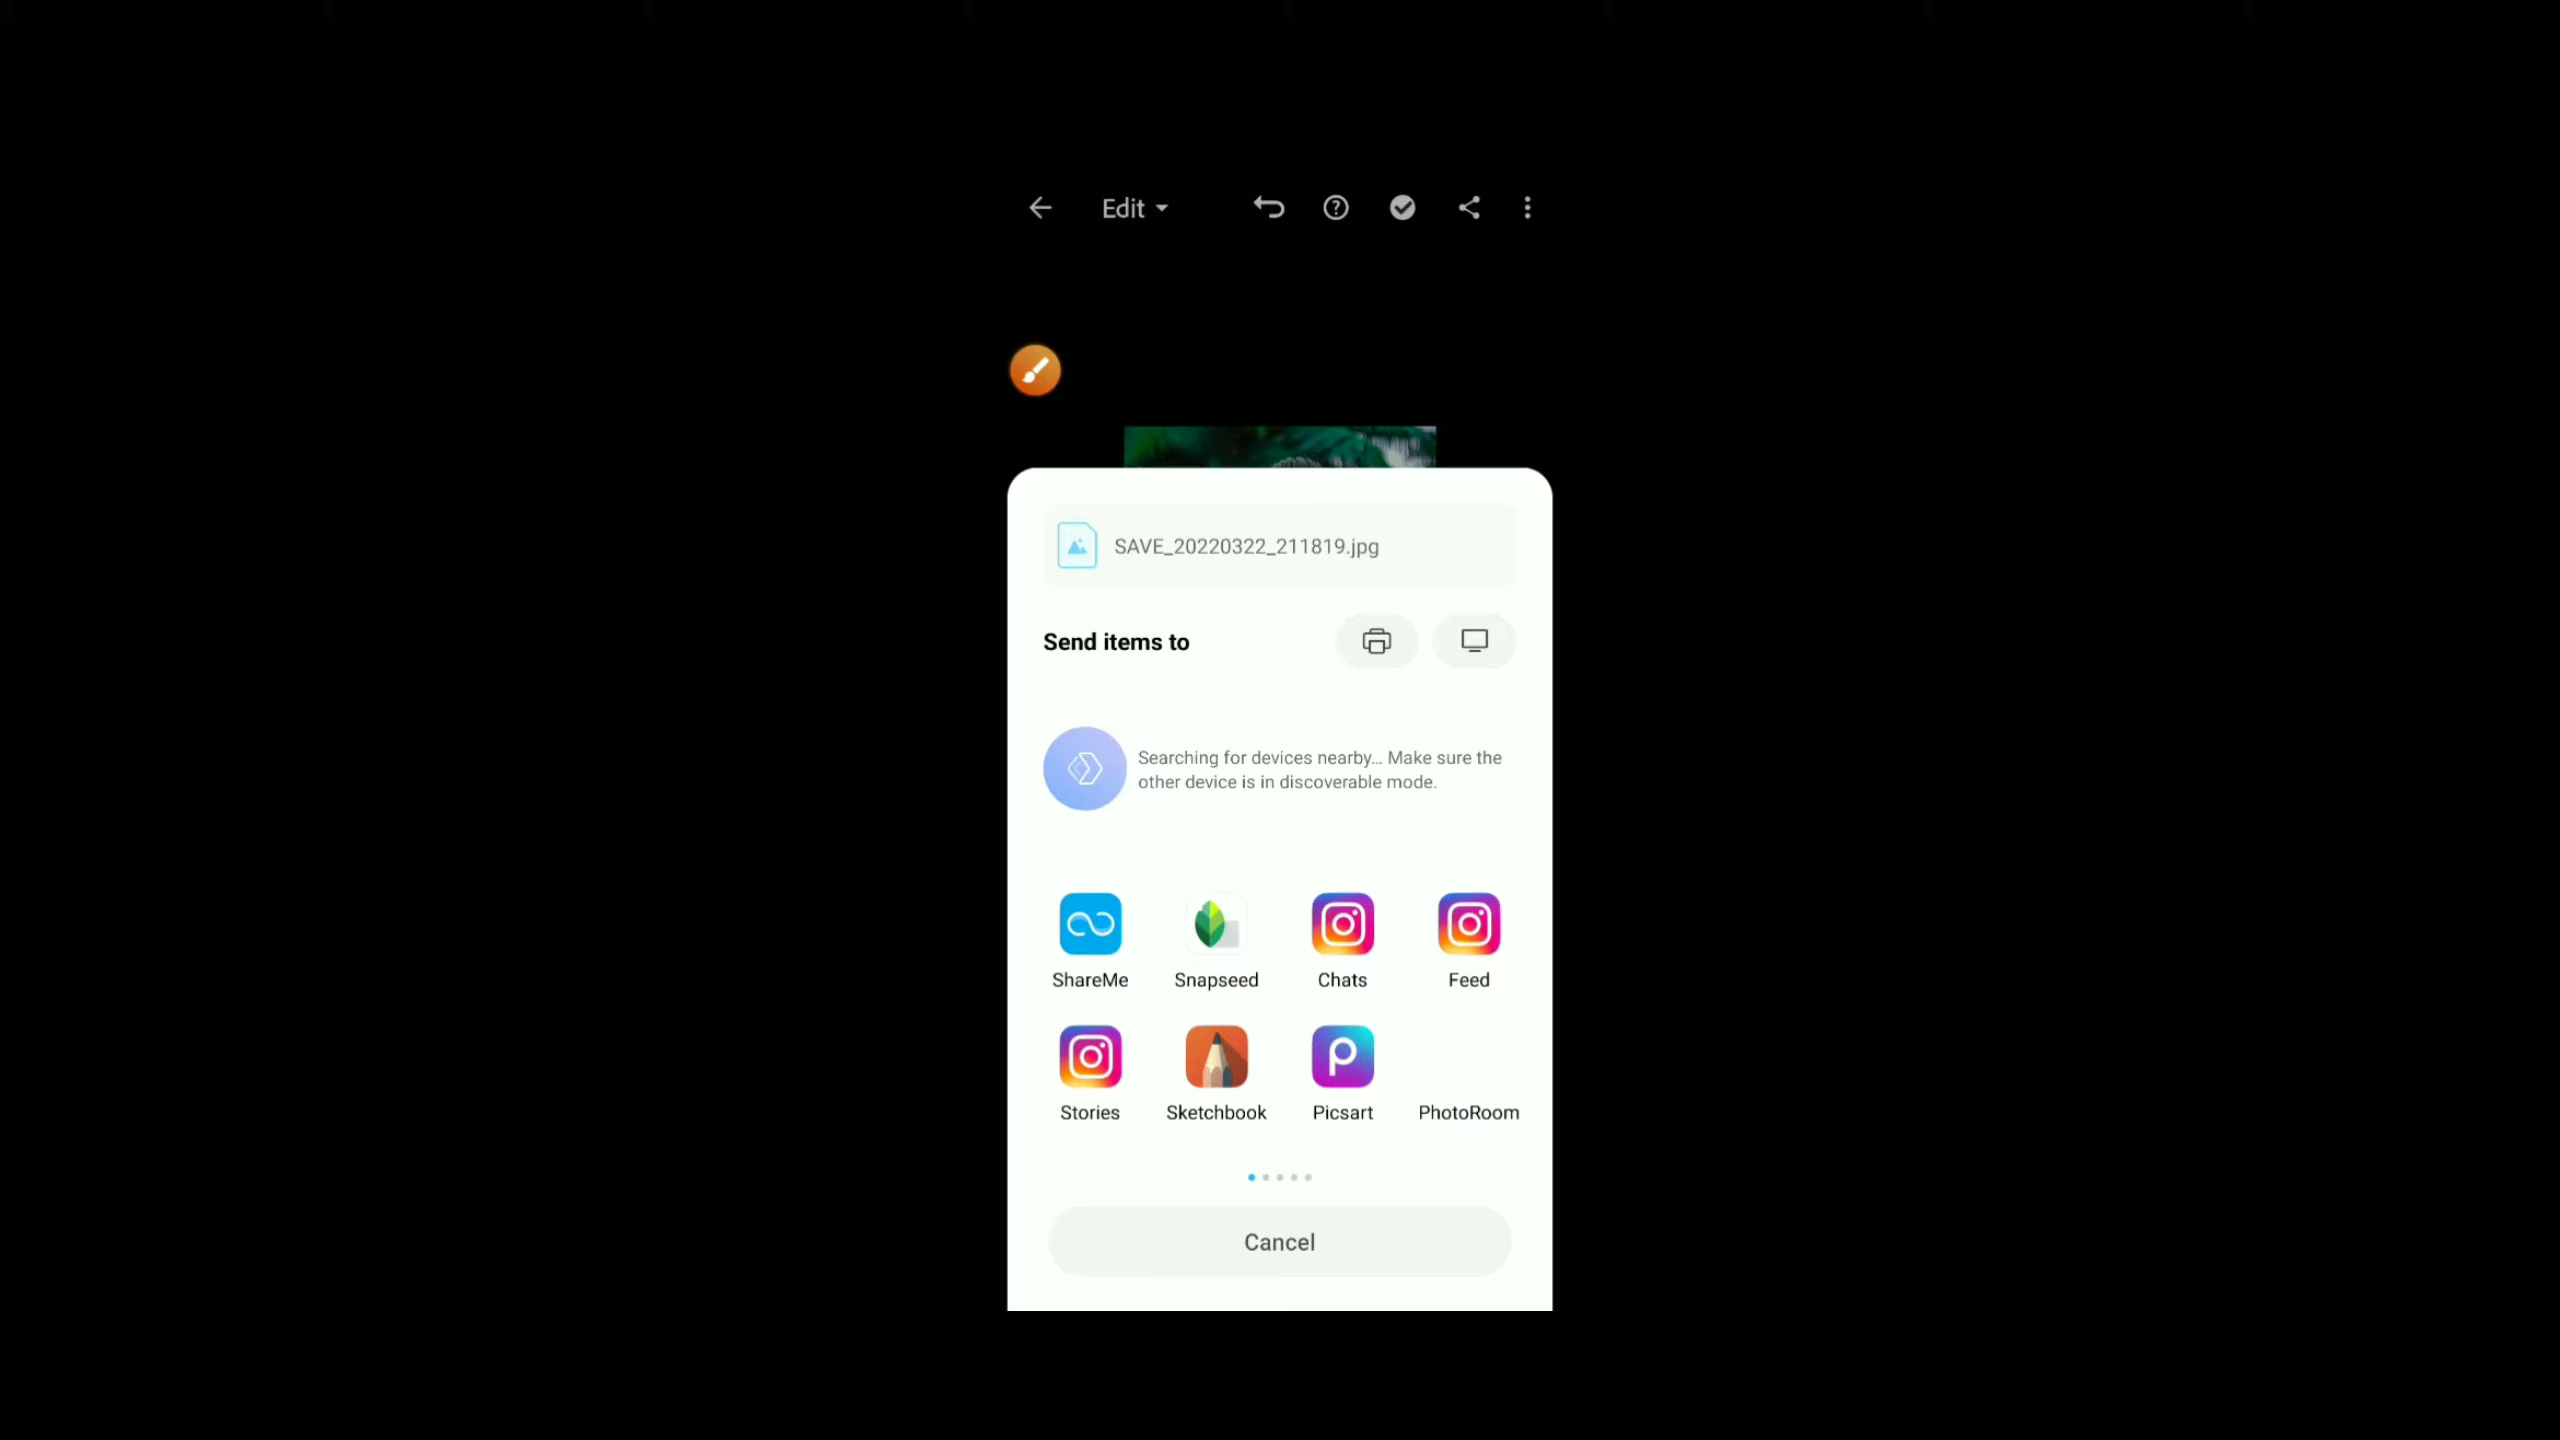 Edit
SAVE_20220322_211819.jpg
Send items to
Searching for devices nearby... Make sure the
other device is in discoverable mode.
ShareMe Snapseed Chats Feed
Stories Sketchbook Picsart PhotoRoom
Cancel